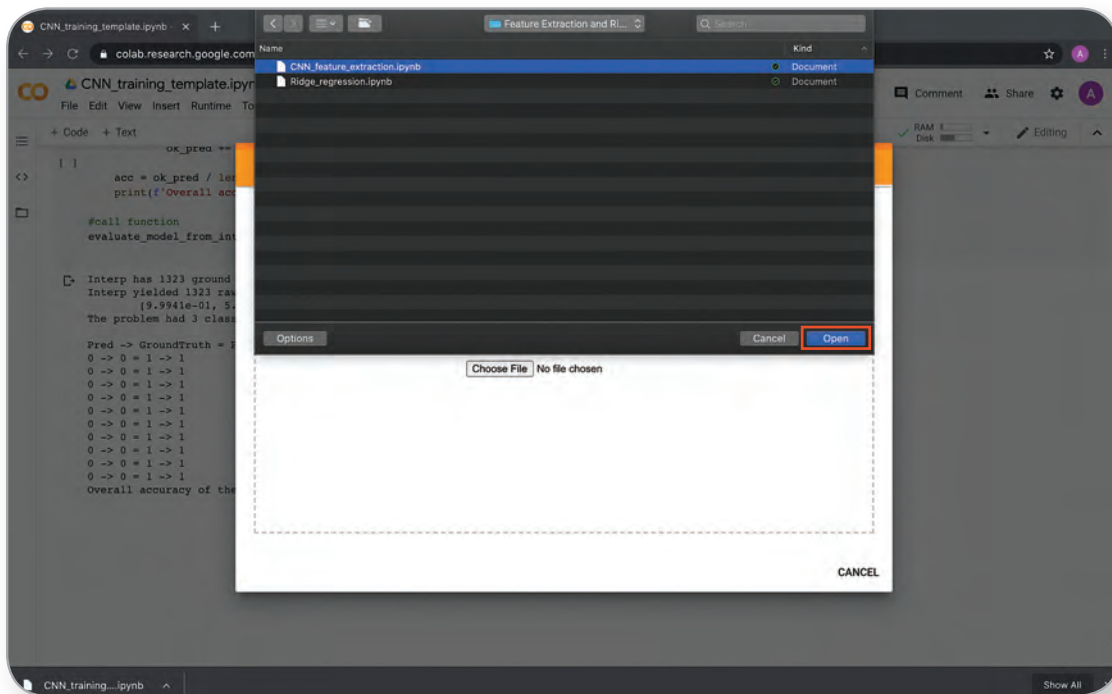 CNN_training_template.ipynb -
Feature Extraction and Ri...
Search
colab.research.google.com
A
Name
Kind
CNN_feature_extraction.ipynb
Document
Ridge_regression.ipynb
Document
CNN_training_template.ipyn
Comment
Share
A
File Edit View Insert Runtime To
+ Code + Text
RAM
Disk
Editing
ok_pred +=
[ ]
acc = ok_pred / len
print(f'Overall acc
#call function
evaluate_model_from_int
Interp has 1323 ground
Interp yielded 1323 raw
[9.9941e-01, 5.
The problem had 3 class
Options
Cancel
Open
Pred -> GroundTruth =
0 -> 0 = 1 -> 1
Choose File No file chosen
0 -> 0 = 1 -> 1
0 -> 0 = 1 -> 1
0 -> 0 = 1 -> 1
0 -> 0 = 1 -> 1
0 -> 0 = 1 -> 1
0 -> 0 = 1 -> 1
0 -> 0 = 1 -> 1
0 -> 0 = 1 -> 1
0 -> 0 = 1 -> 1
Overall accuracy of the
CANCEL
CNN_training....ipynb
Show All